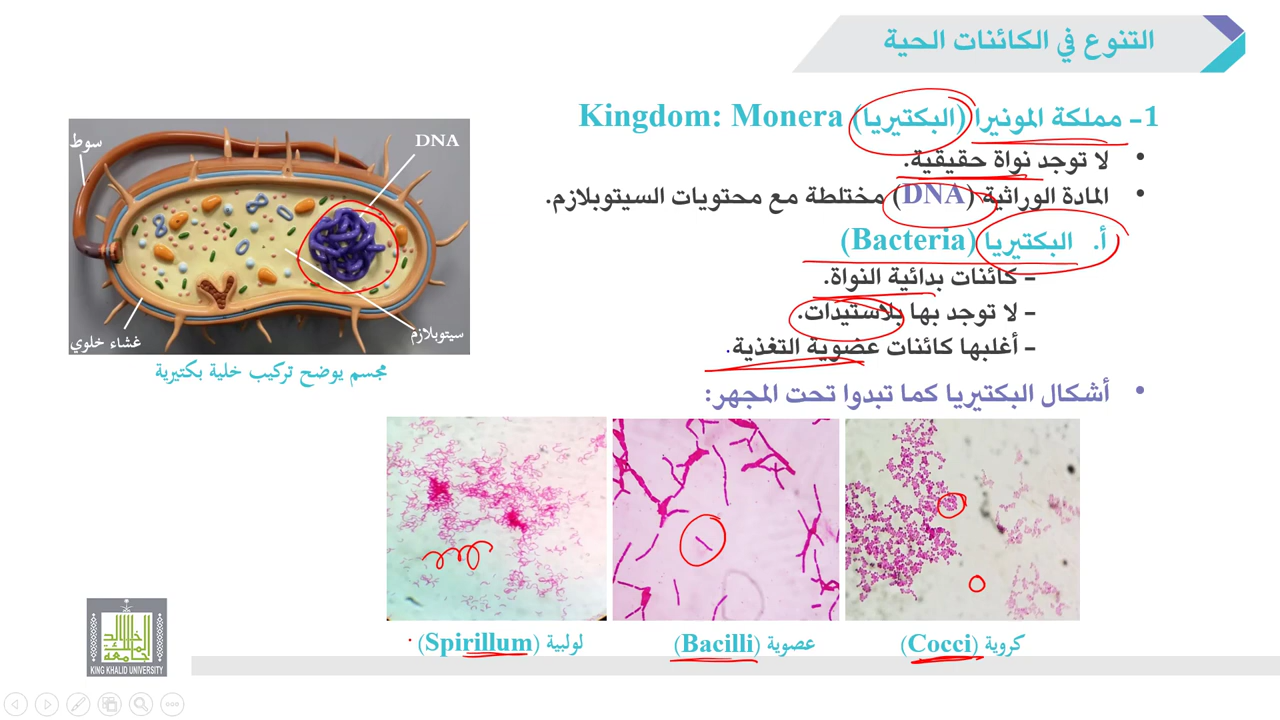 التنوع في الكائنات الحية
1- مملكة المونيرا (البكتيريا) Kingdom: Monera
• لا توجد نواة حقيقية.
• المادة الوراثية (DNA) مختلطة مع محتويات السيتوبلازم.
أ. البكتيريا (Bacteria)
- كائنات بدائية النواة.
- لا توجد بها بلاستيدات.
- أغلبها كائنات عضوية التغذية.
سوط
DNA
سيتوبلازم
غشاء خلوي
مجسم يوضح تركيب خلية بكتيرية
• أشكال البكتيريا كما تبدوا تحت المجهر:
كروية (Cocci)
عصوية (Bacilli)
لولبية (Spirillum)
جامعة الملك خالد
KING KHALID UNIVERSITY